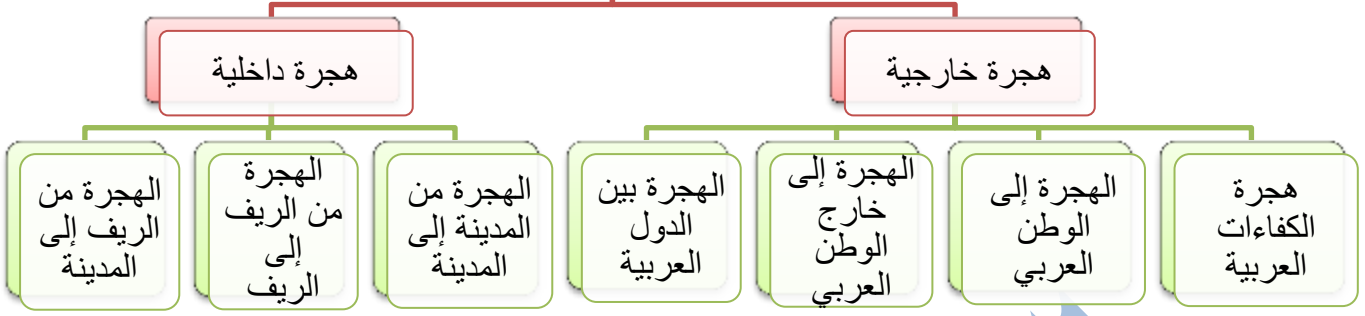 هجرة خارجية
هجرة داخلية
هجرة
الكفاءات
العربية
الهجرة إلى
الوطن
العربي
الهجرة إلى
خارج
الوطن
العربي
الهجرة بين
الدول
العربية
الهجرة من
المدينة إلى
المدينة
الهجرة
من الريف
إلى
الريف
الهجرة من
الريف إلى
المدينة